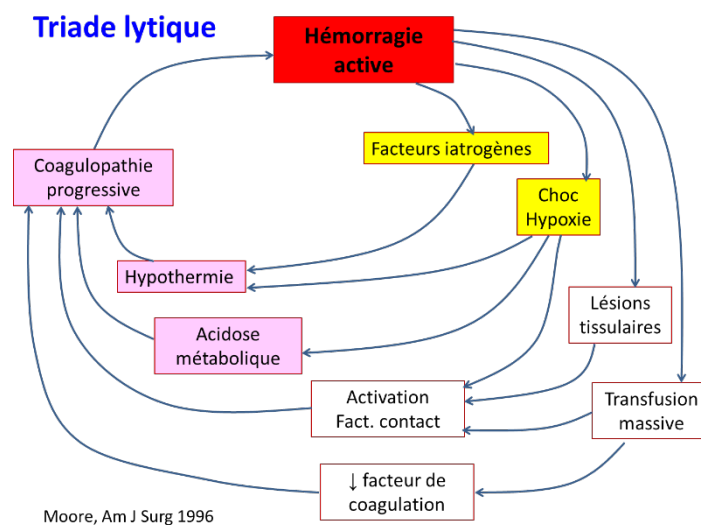 Triade lytique
Hémorragie
active
Facteurs iatrogènes
Coagulopathie
progressive
Choc
Hypoxie
Hypothermie
Lésions
tissulaires
Acidose
métabolique
Activation
Fact. contact
Transfusion
massive
↓ facteur de
coagulation
Moore, Am J Surg 1996